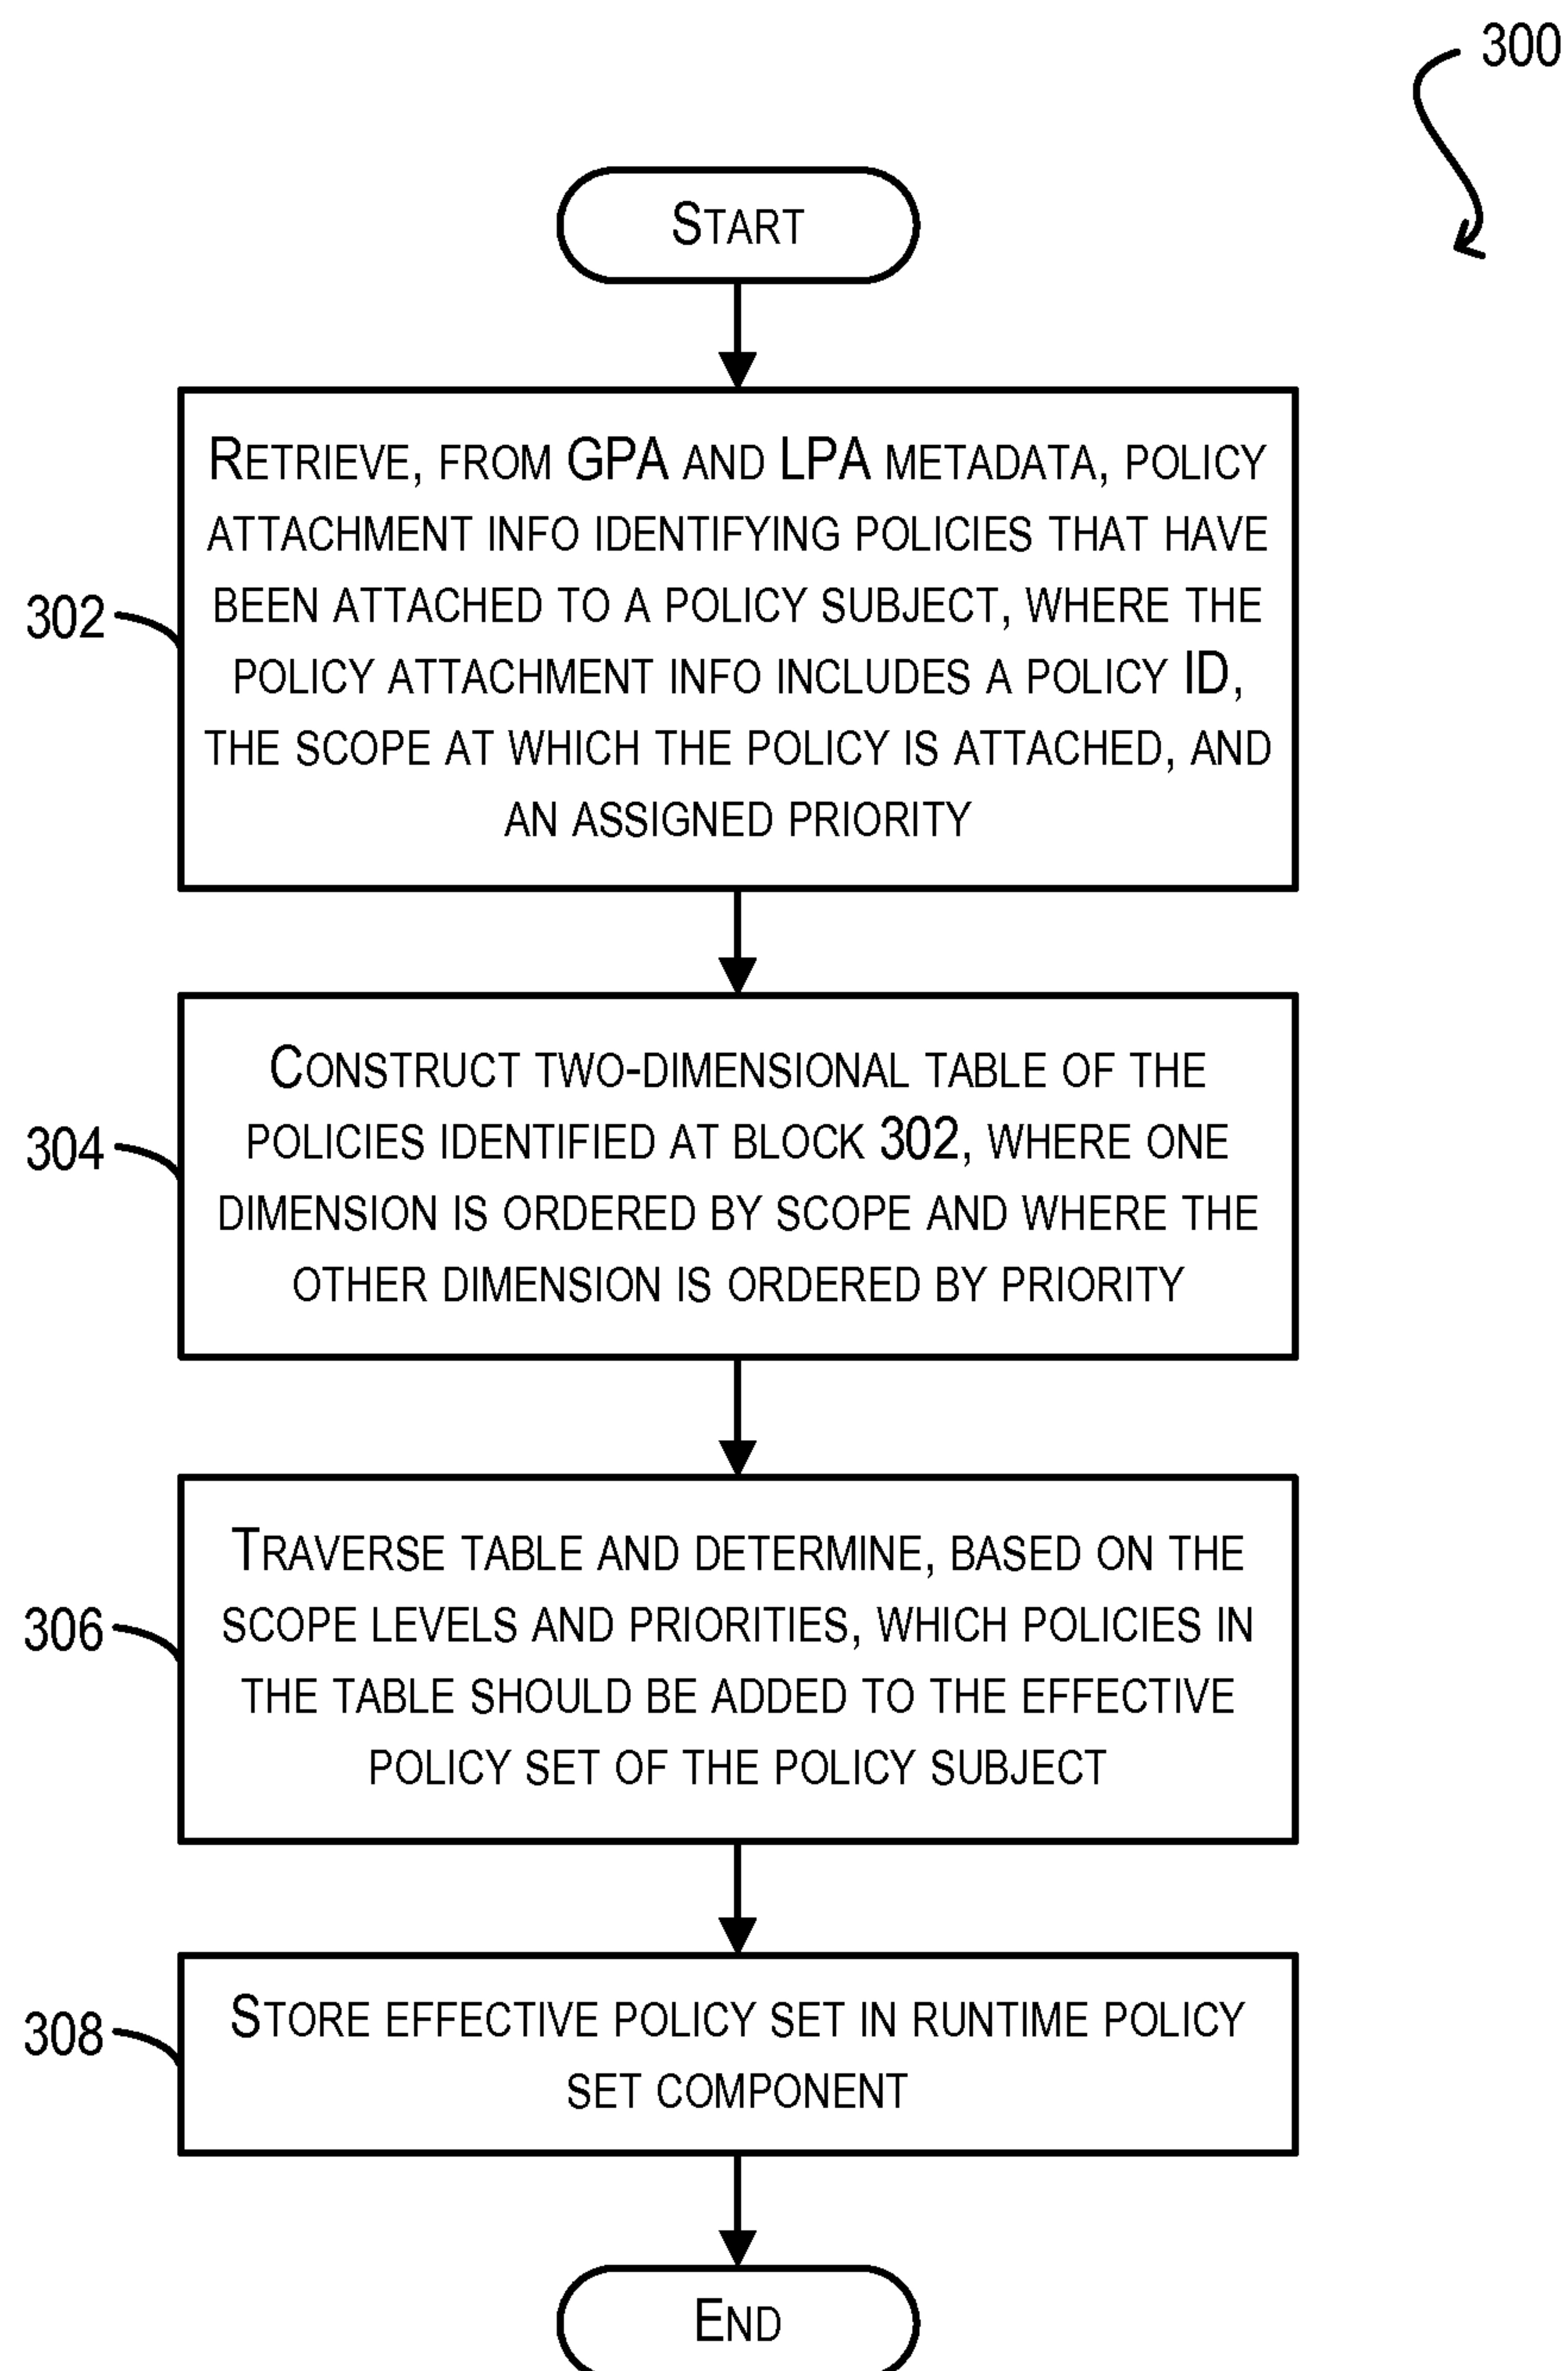 300
START
RETRIEVE, FROM GPA AND LPA METADATA, POLICY
ATTACHMENT INFO IDENTIFYING POLICIES THAT HAVE
BEEN ATTACHED TO A POLICY SUBJECT, WHERE THE
POLICY ATTACHMENT INFO INCLUDES A POLICY ID,
THE SCOPE AT WHICH THE POLICY IS ATTACHED, AND
AN ASSIGNED PRIORITY
302
CONSTRUCT TWO-DIMENSIONAL TABLE OF THE
POLICIES IDENTIFIED AT BLOCK 302, WHERE ONE
DIMENSION IS ORDERED BY SCOPE AND WHERE THE
OTHER DIMENSION IS ORDERED BY PRIORITY
304
TRAVERSE TABLE AND DETERMINE, BASED ON THE
SCOPE LEVELS AND PRIORITIES, WHICH POLICIES IN
THE TABLE SHOULD BE ADDED TO THE EFFECTIVE
POLICY SET OF THE POLICY SUBJECT
306
STORE EFFECTIVE POLICY SET IN RUNTIME POLICY
SET COMPONENT
308
END